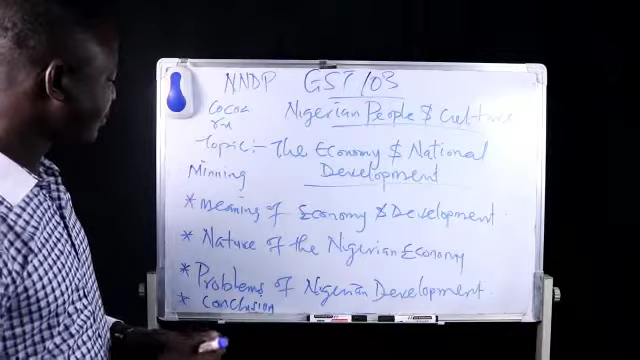 NNDP GST 103
Cocoa Nigerian People $ Culture
Topic:- The Economy $ National
Minning Development
* Meaning of Economy $ Development
* Nature of the Nigerian Economy
* Problems of Nigerian Development
* Conclusion